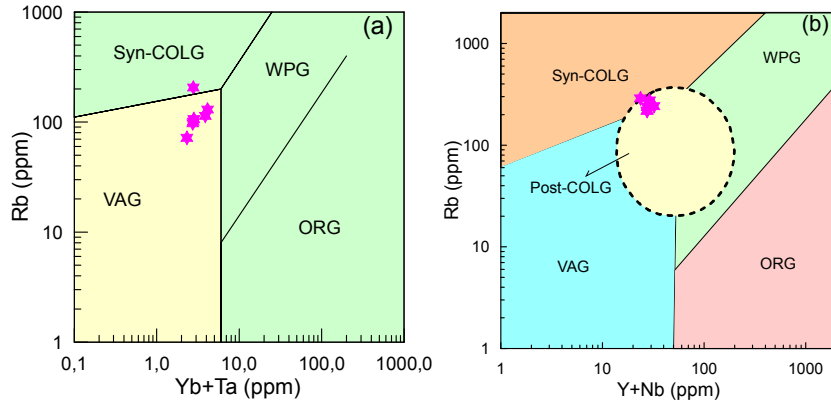 (a)
1000
100
10
1
Rb (ppm)
Syn-COLG
WPG
VAG
ORG
0,1
1,0
10,0
100,0
1000,0
Yb+Ta (ppm)
(b)
1000
100
10
1
Rb (ppm)
Syn-COLG
WPG
Post-COLG
VAG
ORG
1
10
100
1000
Y+Nb (ppm)